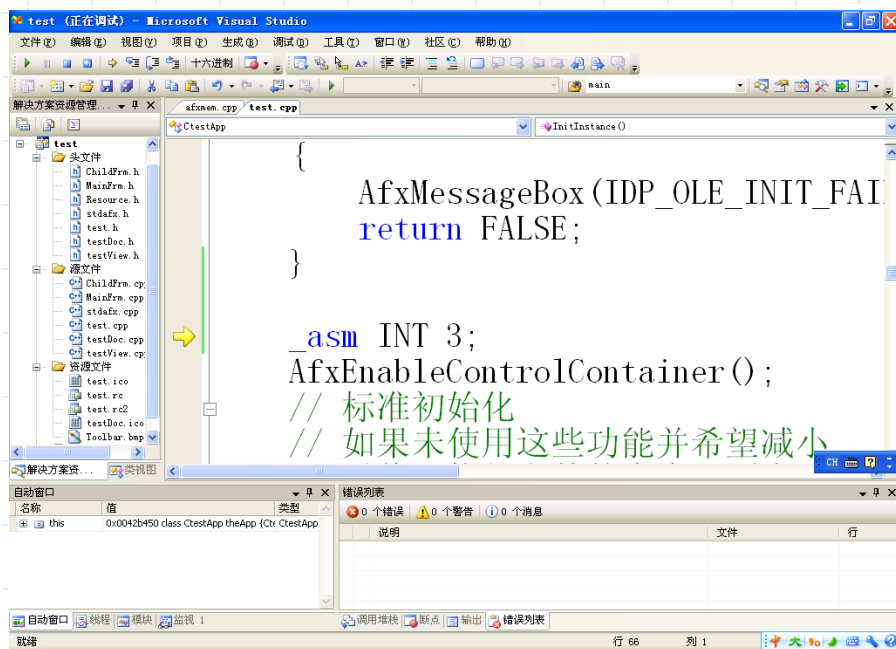 test (正在调试) - Microsoft Visual Studio
文件(F) 编辑(E) 视图(V) 项目(P) 生成(B) 调试(D) 工具(T) 窗口(W) 社区(C) 帮助(H)
十六进制
main
解决方案资源管理...
afxmem.cpp test.cpp
CtestApp InitInstance()
test
头文件
ChildFrm.h
MainFrm.h
Resource.h
stdafx.h
test.h
testDoc.h
testView.h
源文件
ChildFrm.cp
MainFrm.cpp
stdafx.cpp
test.cpp
testDoc.cpp
testView.cp
资源文件
test.ico
test.rc
test.rc2
testDoc.ico
Toolbar.bmp
{
AfxMessageBox(IDP_OLE_INIT_FAI
return FALSE;
}
_asm INT 3;
AfxEnableControlContainer();
// 标准初始化
// 如果未使用这些功能并希望减小
CH
解决方案资... 类视图
自动窗口
名称 值 类型
this 0x0042b450 class CtestApp theApp {Cte CtestApp
错误列表
0 个错误 0 个警告 0 个消息
说明 文件 行
自动窗口 线程 模块 监视 1
调用堆栈 断点 输出 错误列表
就绪 行 66 列 1
中